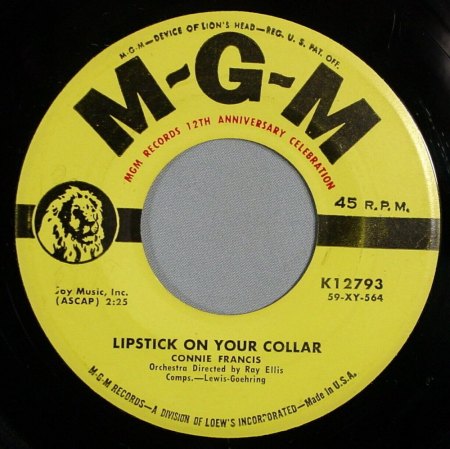 M-G-M—DEVICE OF LION'S HEAD—REG. U. S. PAT. OFF.
M-G-M
MGM RECORDS 12TH ANNIVERSARY CELEBRATION
45 R.P.M.
Joy Music, Inc.
(ASCAP) 2:25
K12793
59-XY-564
LIPSTICK ON YOUR COLLAR
CONNIE FRANCIS
Orchestra Directed by Ray Ellis
Comps.—Lewis-Goehring
M-G-M RECORDS—A DIVISION OF LOEW'S INCORPORATED—Made in U.S.A.